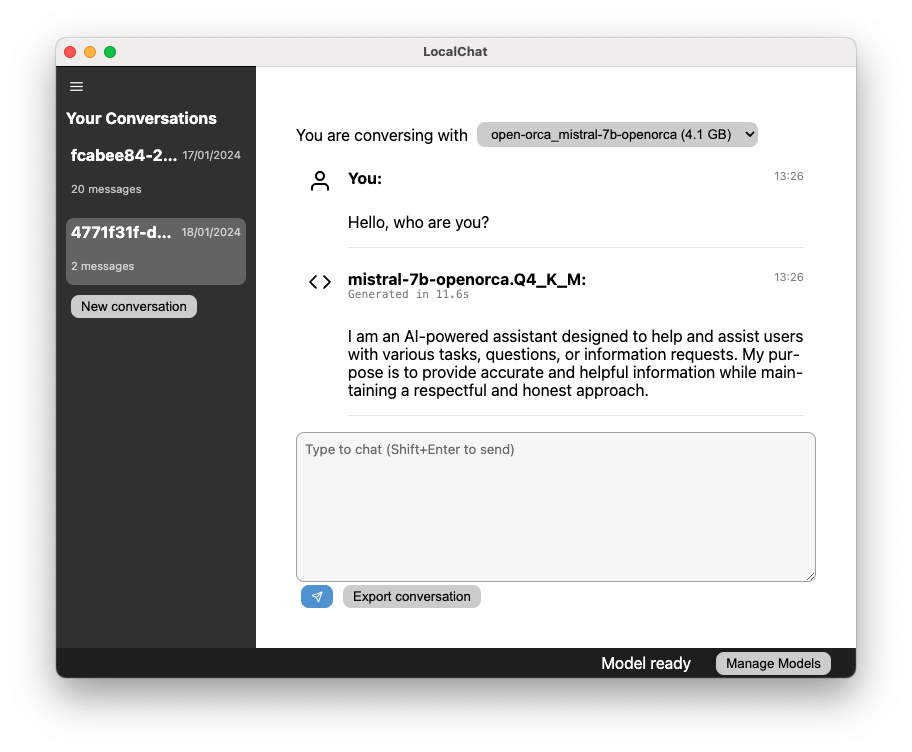 LocalChat
Your Conversations
fcabee84-2... 17/01/2024
20 messages
4771f31f-d... 18/01/2024
2 messages
New conversation
You are conversing with open-orca_mistral-7b-openorca (4.1 GB)
You: 13:26
Hello, who are you?
mistral-7b-openorca.Q4_K_M: 13:26
Generated in 11.6s
I am an AI-powered assistant designed to help and assist users
with various tasks, questions, or information requests. My pur-
pose is to provide accurate and helpful information while main-
taining a respectful and honest approach.
Type to chat (Shift+Enter to send)
Export conversation
Model ready Manage Models